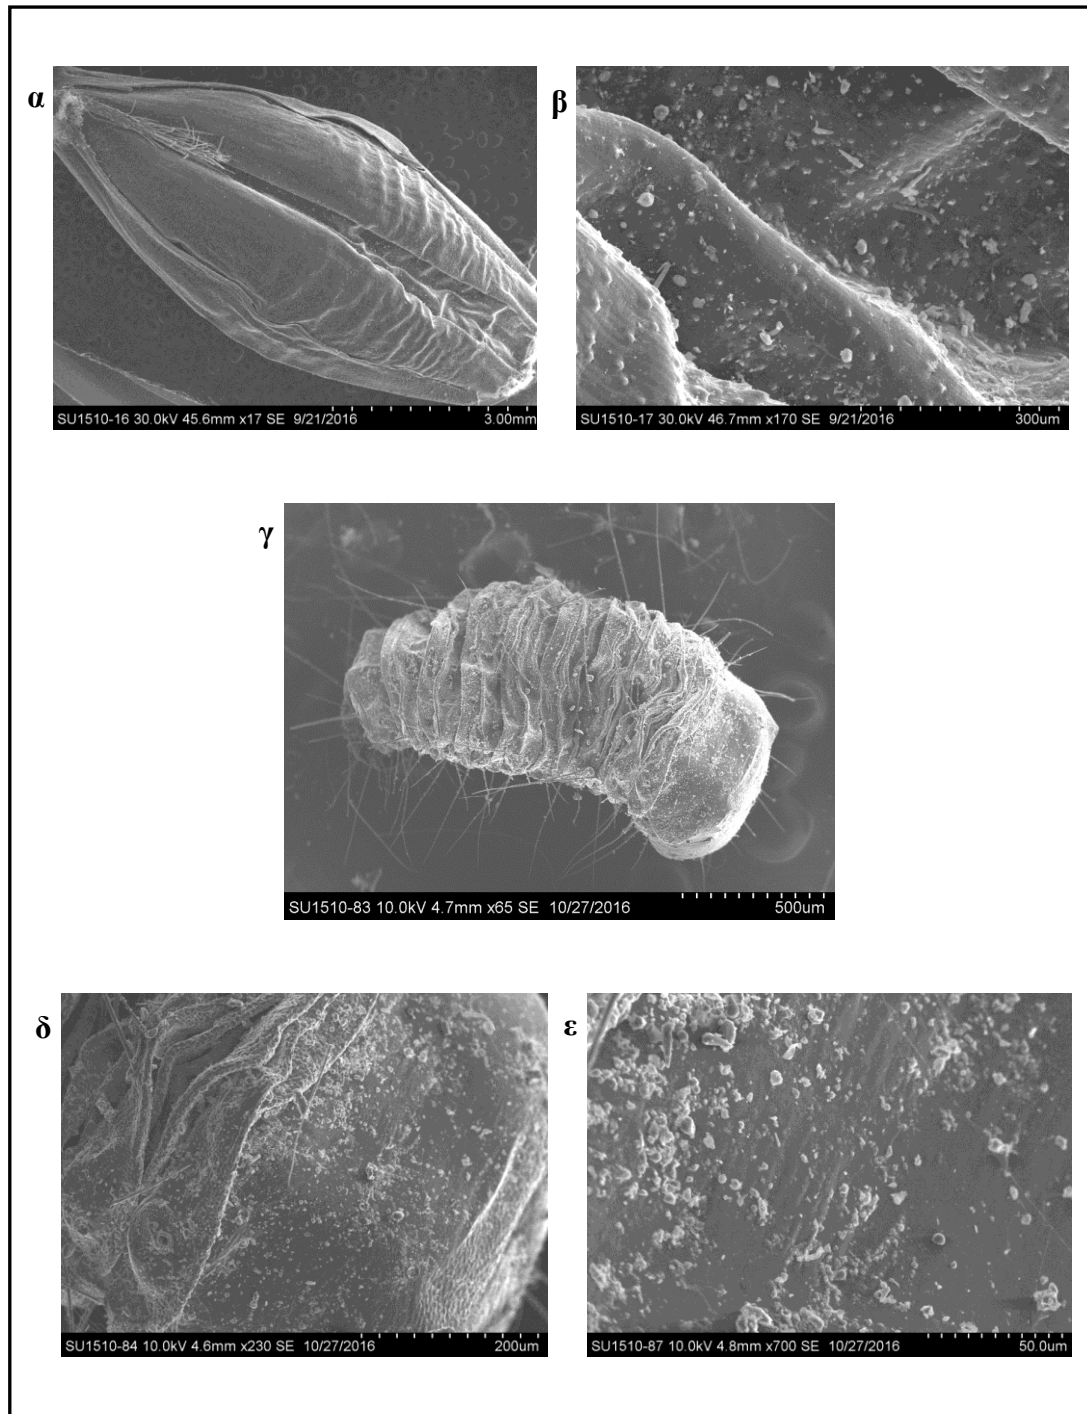 α
β
SU1510-16 30.0kV 45.6mm x17 SE 9/21/2016 3.00mm
SU1510-17 30.0kV 46.7mm x170 SE 9/21/2016 300um
γ
SU1510-83 10.0kV 4.7mm x65 SE 10/27/2016 500um
δ
ε
SU1510-84 10.0kV 4.6mm x230 SE 10/27/2016 200um
SU1510-87 10.0kV 4.8mm x700 SE 10/27/2016 50.0um